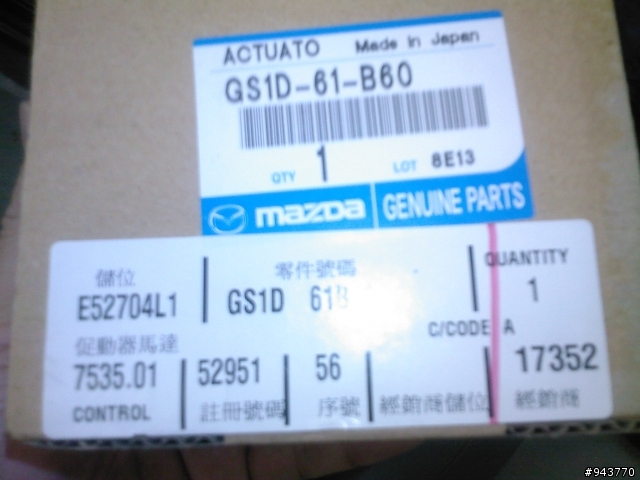 ACTUATO Made in Japan
GS1D-61-B60
QTY 1 LOT 8E13
mazda GENUINE PARTS
儲位 零件號碼 QUANTITY
E52704L1 GS1D 61B 1
促動器馬達 C/CODE A
7535.01 52951 56 17352
CONTROL 註冊號碼 序號 經銷商儲位 經銷商
#943770